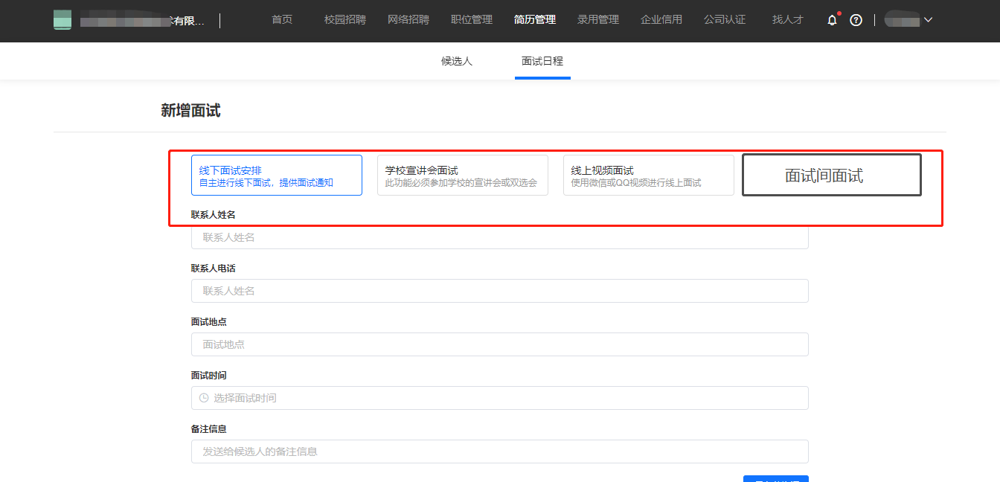 术有限...
首页 校园招聘 网络招聘 职位管理 简历管理 录用管理 企业信用 公司认证 找人才
候选人 面试日程
新增面试
线下面试安排
自主进行线下面试，提供面试通知
学校宣讲会面试
此功能必须参加学校的宣讲会或双选会
线上视频面试
使用微信或QQ视频进行线上面试
面试间面试
联系人姓名
联系人姓名
联系人电话
联系人姓名
面试地点
面试地点
面试时间
选择面试时间
备注信息
发送给候选人的备注信息